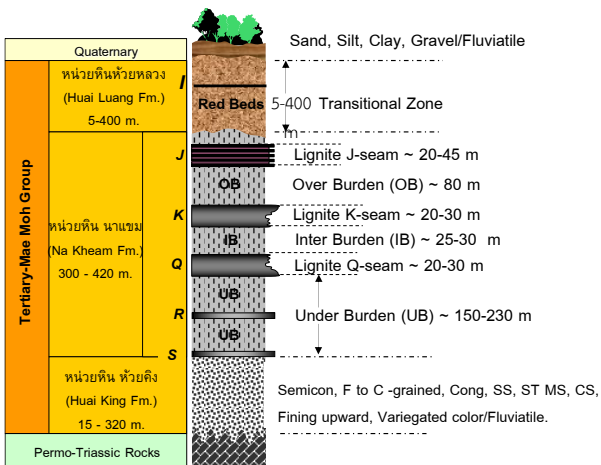 Quaternary
Sand, Silt, Clay, Gravel/Fluviatile
Tertiary-Mae Moh Group
หน่วยหินห้วยหลวง
(Huai Luang Fm.)
5-400 m.
I
Red Beds
5-400
m
Transitional Zone
หน่วยหิน นาแขม
(Na Kheam Fm.)
300 - 420 m.
J
Lignite J-seam ~ 20-45 m
OB
Over Burden (OB) ~ 80 m
K
Lignite K-seam ~ 20-30 m
IB
Inter Burden (IB) ~ 25-30 m
Q
Lignite Q-seam ~ 20-30 m
UB
R
Under Burden (UB) ~ 150-230 m
UB
S
หน่วยหิน ห้วยคิง
(Huai King Fm.)
15 - 320 m.
Semicon, F to C -grained, Cong, SS, ST MS, CS,
Fining upward, Variegated color/Fluviatile.
Permo-Triassic Rocks